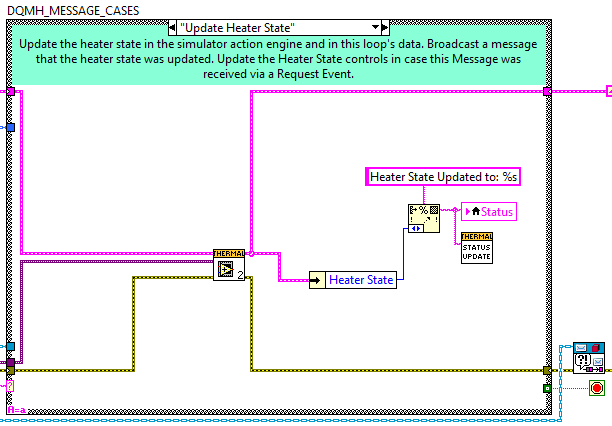 DQMH_MESSAGE_CASES
"Update Heater State"
Update the heater state in the simulator action engine and in this loop's data. Broadcast a message
that the heater state was updated. Update the Heater State controls in case this Message was
received via a Request Event.
Heater State Updated to: %s
%
Status
THERMAL
STATUS
UPDATE
THERMAL
2
Heater State
?!
?
A=a